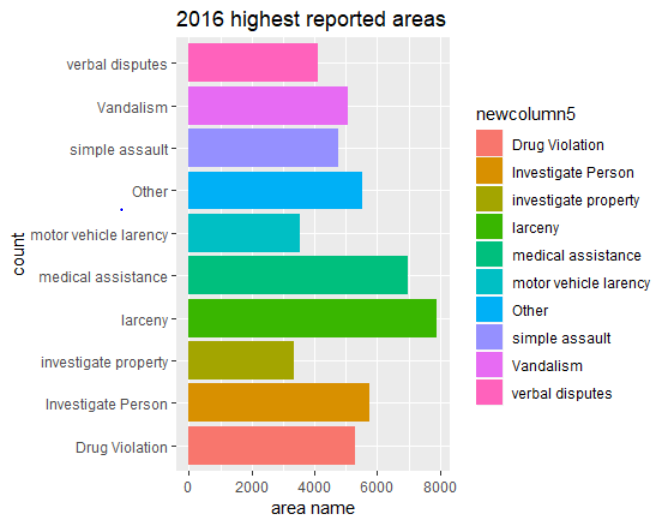 2016 highest reported areas
verbal disputes
Vandalism
simple assault
Other
motor vehicle larency
medical assistance
larceny
investigate property
Investigate Person
Drug Violation
count
0 2000 4000 6000 8000
area name
newcolumn5
Drug Violation
Investigate Person
investigate property
larceny
medical assistance
motor vehicle larency
Other
simple assault
Vandalism
verbal disputes